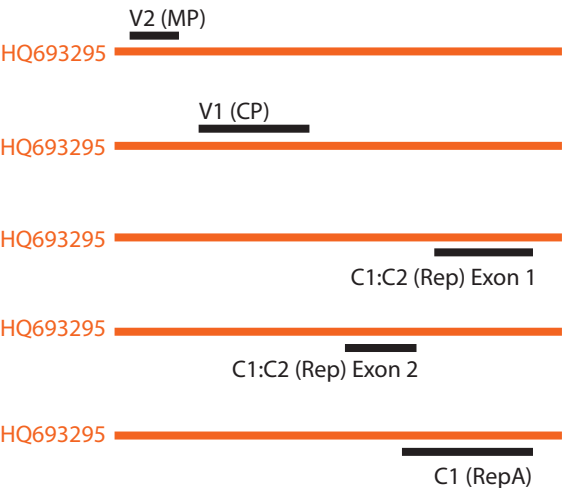 V2 (MP)
HQ693295
V1 (CP)
HQ693295
HQ693295
C1:C2 (Rep) Exon 1
HQ693295
C1:C2 (Rep) Exon 2
HQ693295
C1 (RepA)